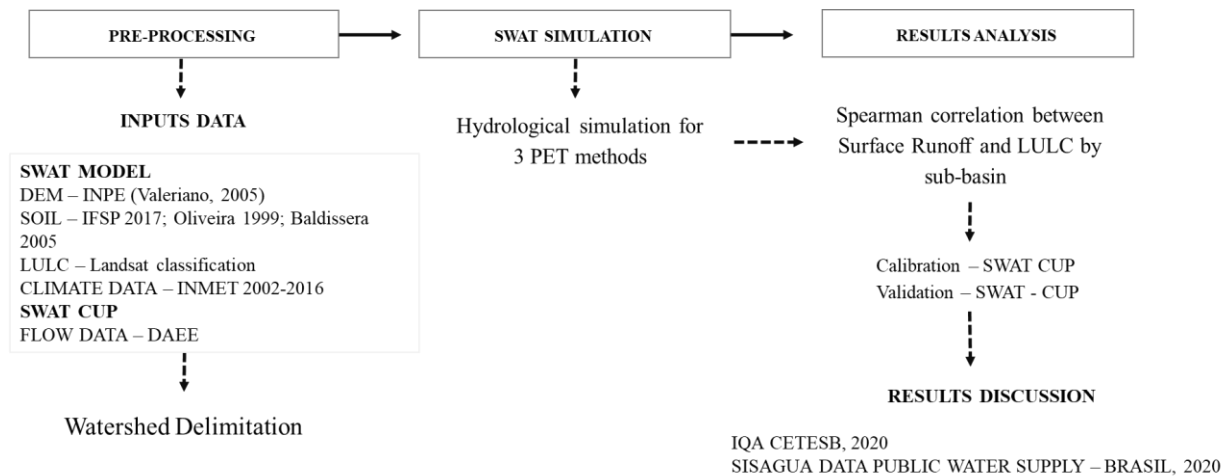 PRE-PROCESSING
SWAT SIMULATION
RESULTS ANALYSIS
INPUTS DATA
SWAT MODEL
DEM – INPE (Valeriano, 2005)
SOIL – IFSP 2017; Oliveira 1999; Baldissera
2005
LULC – Landsat classification
CLIMATE DATA – INMET 2002-2016
SWAT CUP
FLOW DATA – DAEE
Watershed Delimitation
Hydrological simulation for
3 PET methods
Spearman correlation between
Surface Runoff and LULC by
sub-basin
Calibration – SWAT CUP
Validation – SWAT - CUP
RESULTS DISCUSSION
IQA CETESB, 2020
SISAGUA DATA PUBLIC WATER SUPPLY – BRASIL, 2020